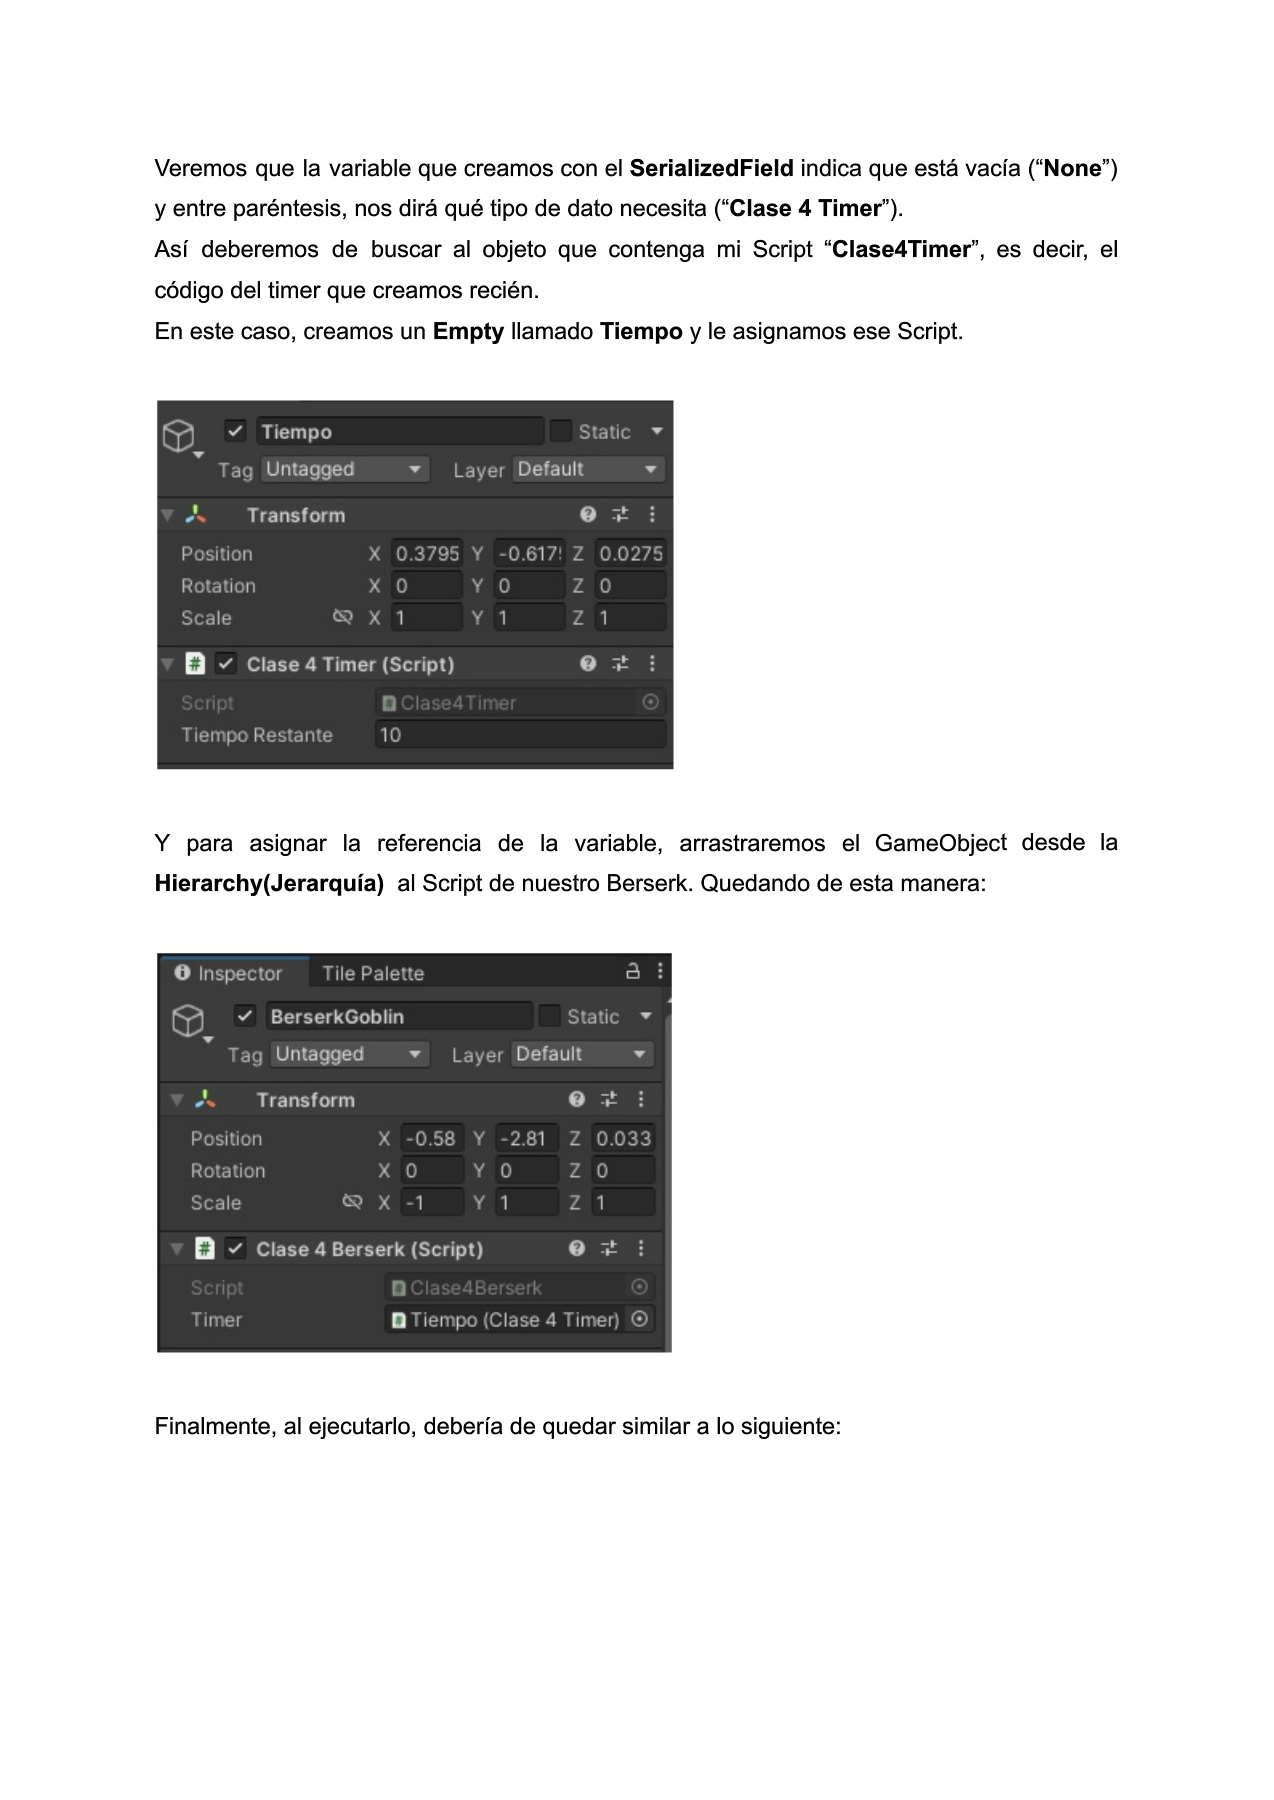 Veremos que la variable que creamos con el SerializedField indica que está vacía (“None”)
y entre paréntesis, nos dirá qué tipo de dato necesita (“Clase 4 Timer”).
Así deberemos de buscar al objeto que contenga mi Script “Clase4Timer”, es decir, el
código del timer que creamos recién.
En este caso, creamos un Empty llamado Tiempo y le asignamos ese Script.
Tiempo Static
Tag Untagged Layer Default
Transform
Position X 0.3795 Y -0.617 Z 0.0275
Rotation X 0 Y 0 Z 0
Scale X 1 Y 1 Z 1
# Clase 4 Timer (Script)
Script # Clase4Timer
Tiempo Restante 10
Y para asignar la referencia de la variable, arrastraremos el GameObject desde la
Hierarchy(Jerarquía) al Script de nuestro Berserk. Quedando de esta manera:
Inspector Tile Palette
BerserkGoblin Static
Tag Untagged Layer Default
Transform
Position X -0.58 Y -2.81 Z 0.033
Rotation X 0 Y 0 Z 0
Scale X -1 Y 1 Z 1
# Clase 4 Berserk (Script)
Script # Clase4Berserk
Timer # Tiempo (Clase 4 Timer)
Finalmente, al ejecutarlo, debería de quedar similar a lo siguiente: